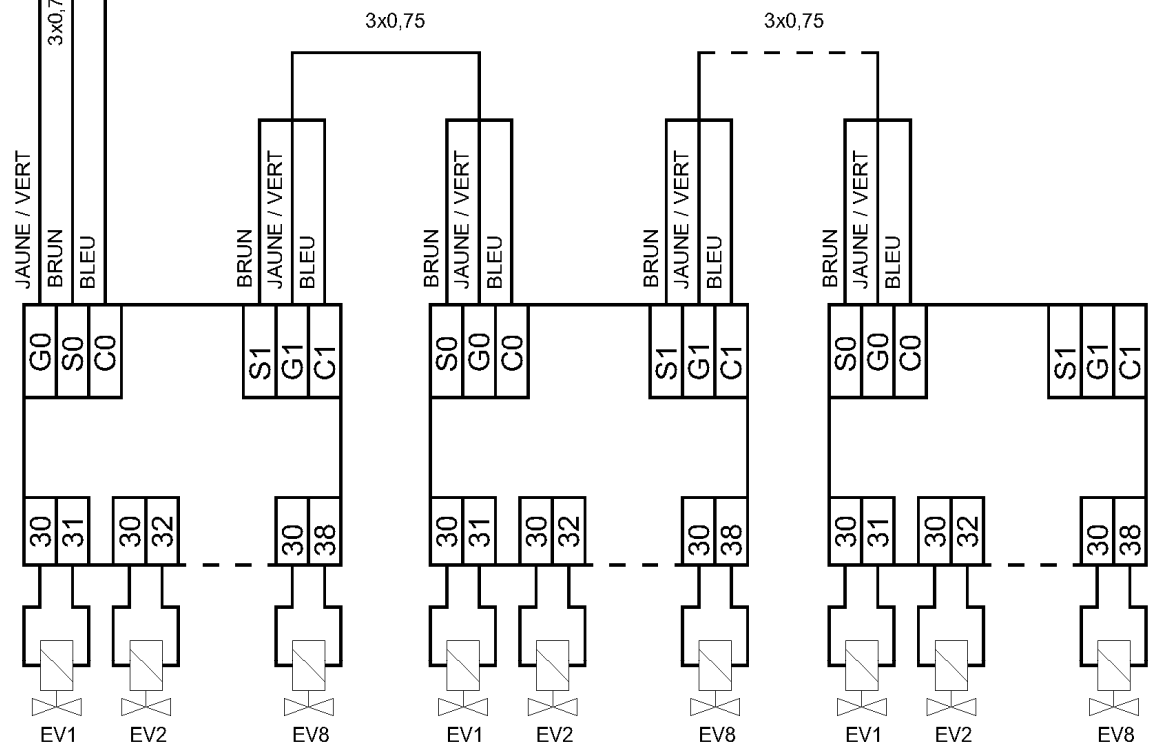 3x0,75
3x0,75
3x0,7
JAUNE / VERT
BRUN
BLEU
BRUN
JAUNE / VERT
BLEU
BRUN
JAUNE / VERT
BLEU
BRUN
JAUNE / VERT
BLEU
BRUN
JAUNE / VERT
BLEU
G0 S0 C0
S1 G1 C1
S0 G0 C0
S1 G1 C1
S0 G0 C0
S1 G1 C1
30 31
30 32
30 38
30 31
30 32
30 38
30 31
30 32
30 38
EV1
EV2
EV8
EV1
EV2
EV8
EV1
EV2
EV8